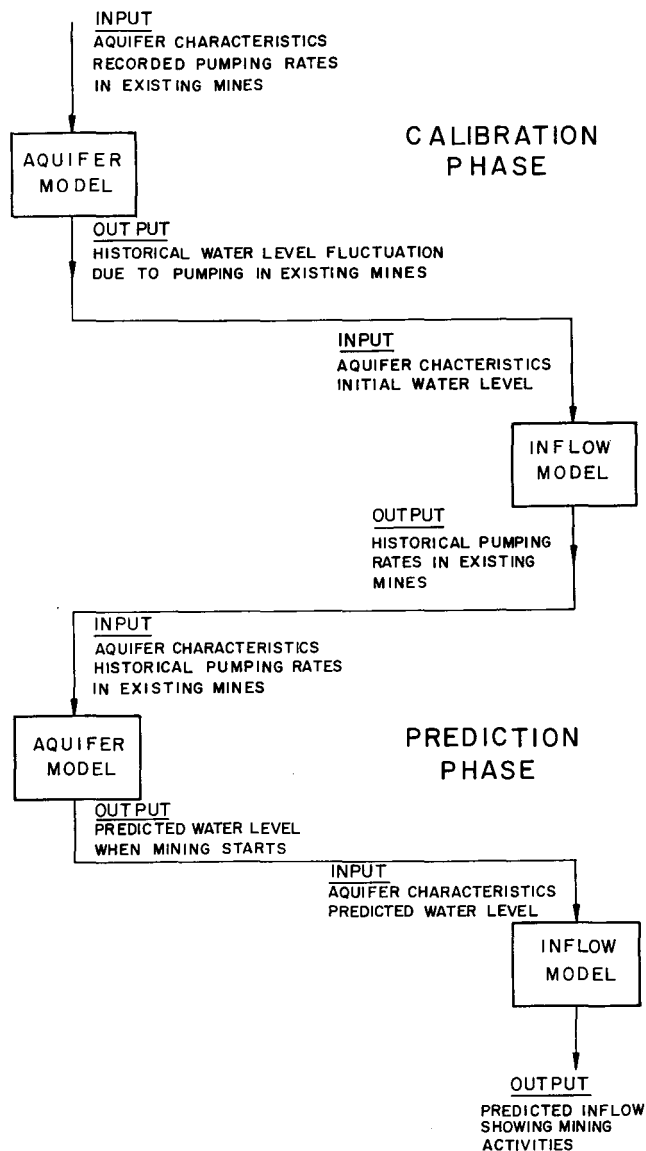 INPUT
AQUIFER CHARACTERISTICS
RECORDED PUMPING RATES
IN EXISTING MINES
CALIBRATION
PHASE
AQUIFER
MODEL
OUTPUT
HISTORICAL WATER LEVEL FLUCTUATION
DUE TO PUMPING IN EXISTING MINES
INPUT
AQUIFER CHACTERISTICS
INITIAL WATER LEVEL
INFLOW
MODEL
OUTPUT
HISTORICAL PUMPING
RATES IN EXISTING
MINES
INPUT
AQUIFER CHARACTERISTICS
HISTORICAL PUMPING RATES
IN EXISTING MINES
AQUIFER
MODEL
PREDICTION
PHASE
OUTPUT
PREDICTED WATER LEVEL
WHEN MINING STARTS
INPUT
AQUIFER CHARACTERISTICS
PREDICTED WATER LEVEL
INFLOW
MODEL
OUTPUT
PREDICTED INFLOW
SHOWING MINING
ACTIVITIES